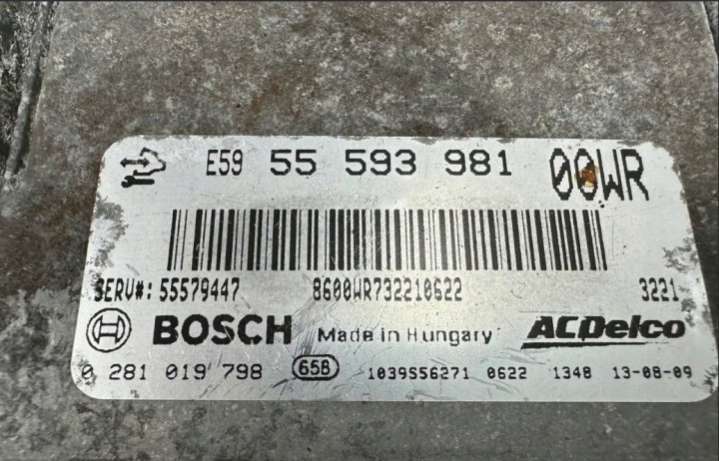 E59 55 593 981 00WR
SERV#: 55579447 8600WR732210622 3221
BOSCH Made in Hungary ACDelco
0 281 019 798 65B 1039S56271 0622 1348 13-08-09